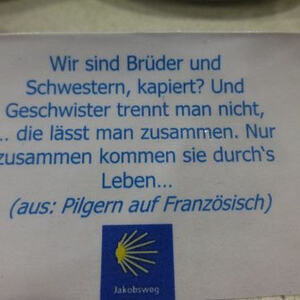 Wir sind Brüder und
Schwestern, kapiert? Und
Geschwister trennt man nicht,
... die lässt man zusammen. Nur
zusammen kommen sie durch's
Leben...
(aus: Pilgern auf Französisch)
Jakobsweg